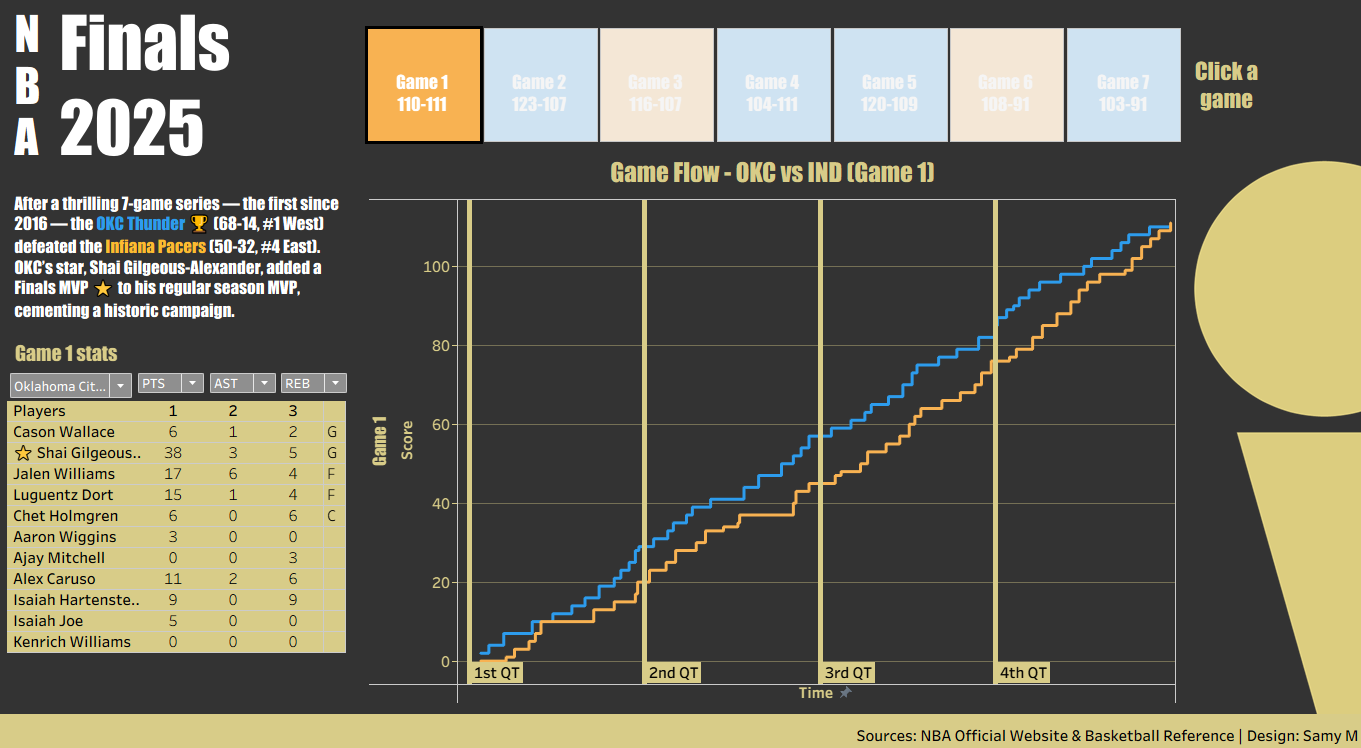 NBA
Finals
2025
Game 1
110-111
Game 2
123-107
Game 3
116-107
Game 4
104-111
Game 5
120-109
Game 6
108-91
Game 7
103-91
Click a
game
After a thrilling 7-game series — the first since
2016 — the OKC Thunder 🏆 (68-14, #1 West)
defeated the Infiana Pacers (50-32, #4 East).
OKC's star, Shai Gilgeous-Alexander, added a
Finals MVP ⭐ to his regular season MVP,
cementing a historic campaign.
Game 1 stats
Oklahoma Cit... PTS AST REB
Players 1 2 3
Cason Wallace 6 1 2 G
⭐ Shai Gilgeous.. 38 3 5 G
Jalen Williams 17 6 4 F
Luguentz Dort 15 1 4 F
Chet Holmgren 6 0 6 C
Aaron Wiggins 3 0 0
Ajay Mitchell 0 0 3
Alex Caruso 11 2 6
Isaiah Hartenste.. 9 0 9
Isaiah Joe 5 0 0
Kenrich Williams 0 0 0
Game Flow - OKC vs IND (Game 1)
Game 1
Score
100
80
60
40
20
0
1st QT
2nd QT
3rd QT
4th QT
Time
Sources: NBA Official Website & Basketball Reference | Design: Samy M